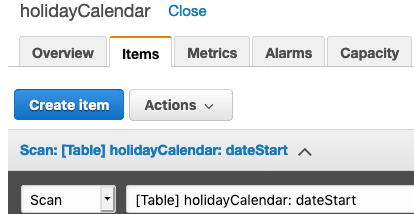 holidayCalendar Close
Overview Items Metrics Alarms Capacity
Create item Actions
Scan: [Table] holidayCalendar: dateStart
Scan [Table] holidayCalendar: dateStart